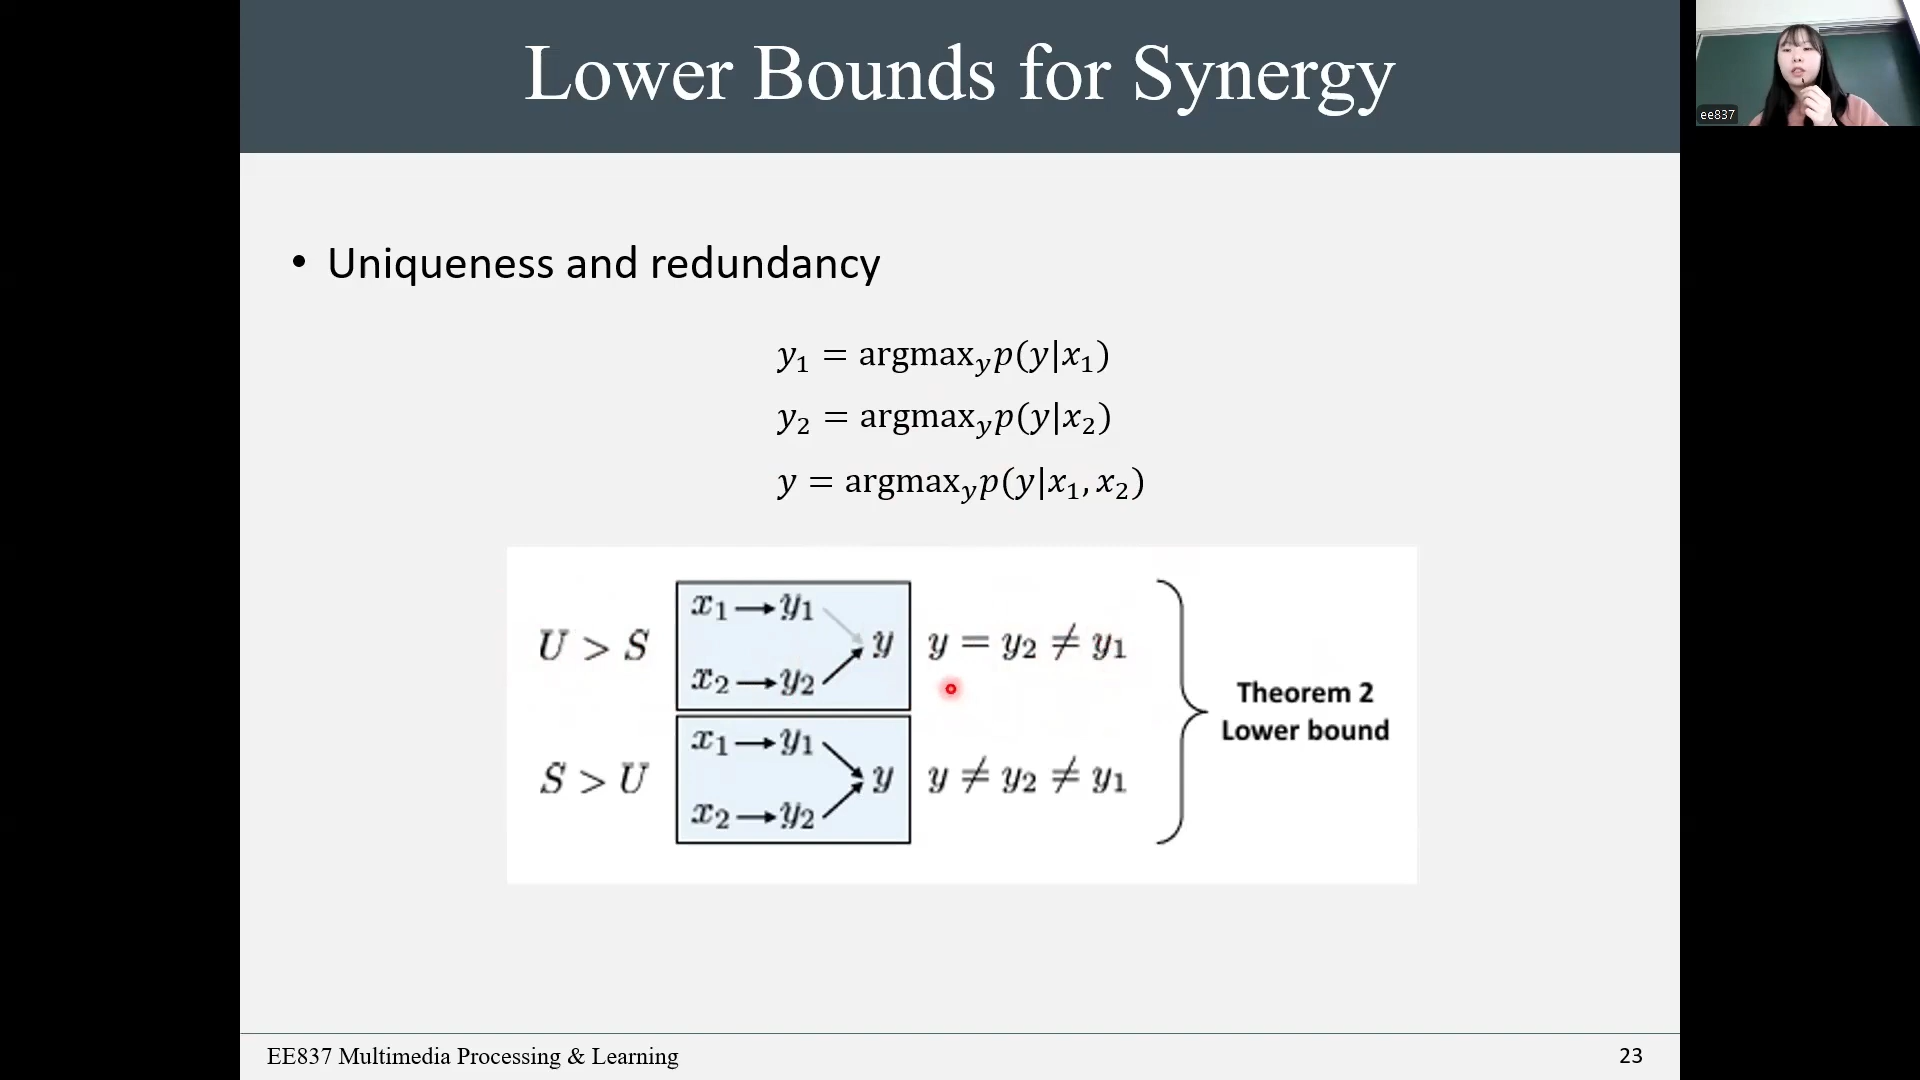 Lower Bounds for Synergy
ee837
• Uniqueness and redundancy
y₁ = argmax_y p(y|x₁)
y₂ = argmax_y p(y|x₂)
y = argmax_y p(y|x₁, x₂)
U > S
x₁ → y₁
y
x₂ → y₂
y = y₂ ≠ y₁
S > U
x₁ → y₁
y
x₂ → y₂
y ≠ y₂ ≠ y₁
Theorem 2
Lower bound
EE837 Multimedia Processing & Learning
23